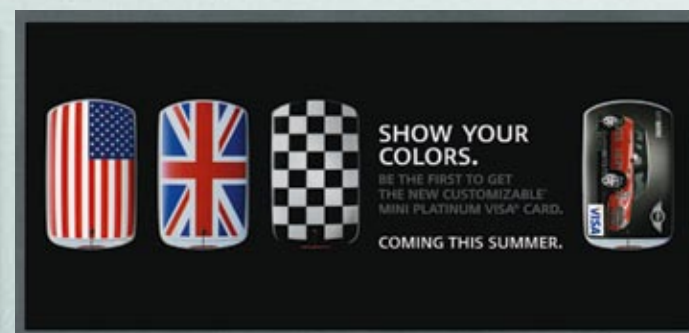 SHOW YOUR
COLORS.
BE THE FIRST TO GET
THE NEW CUSTOMIZABLE*
MINI PLATINUM VISA® CARD.
COMING THIS SUMMER.
VISA